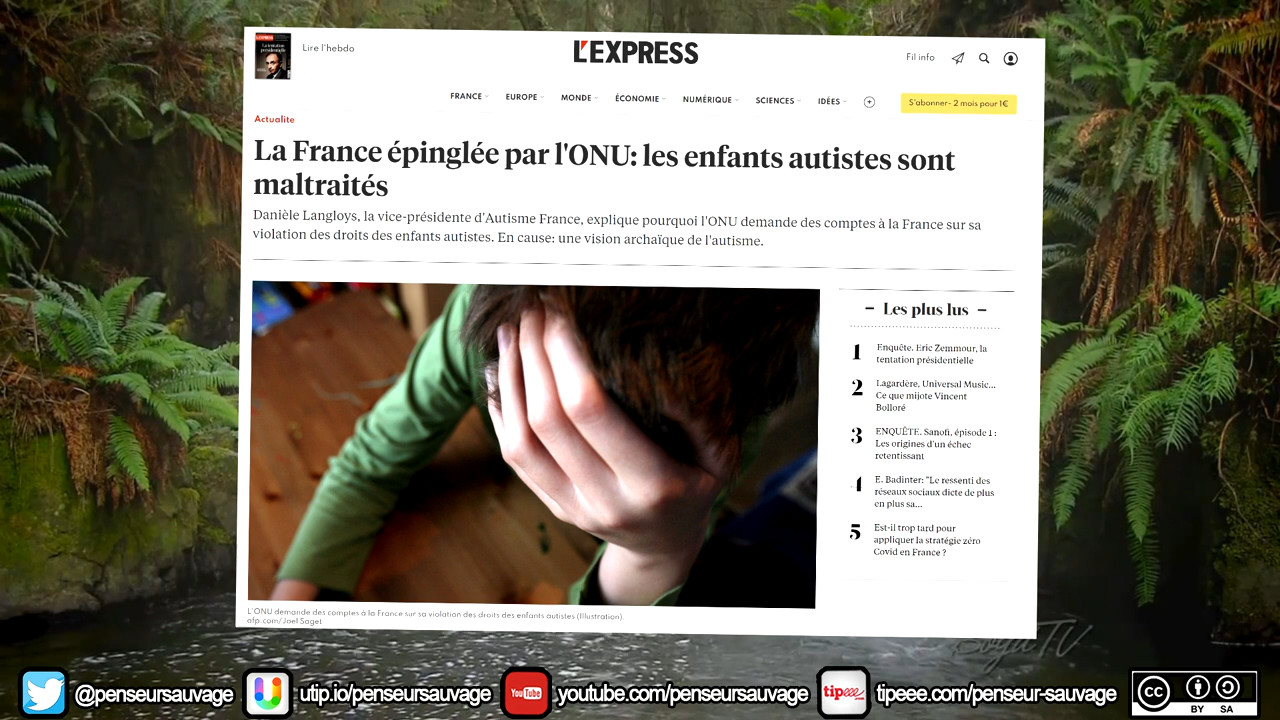 Lire l'hebdo
L'EXPRESS
Fil info
FRANCE
EUROPE
MONDE
ÉCONOMIE
NUMÉRIQUE
SCIENCES
IDÉES
S'abonner- 2 mois pour 1€
Actualite
La France épinglée par l'ONU: les enfants autistes sont
maltraités
Danièle Langloys, la vice-présidente d'Autisme France, explique pourquoi l'ONU demande des comptes à la France sur sa
violation des droits des enfants autistes. En cause: une vision archaïque de l'autisme.
– Les plus lus –
1
Enquête. Eric Zemmour, la
tentation présidentielle
2
Lagardère, Universal Music...
Ce que mijote Vincent
Bolloré
3
ENQUÊTE. Sanofi, épisode 1 :
Les origines d'un échec
retentissant
4
E. Badinter: "Le ressenti des
réseaux sociaux dicte de plus
en plus sa...
5
Est-il trop tard pour
appliquer la stratégie zéro
Covid en France ?
L'ONU demande des comptes à la France sur sa violation des droits des enfants autistes (Illustration).
afp.com/Joel Saget
@penseursauvage
utip.io/penseursauvage
YouTube
youtube.com/penseursauvage
tipeee.com
tipeee.com/penseur-sauvage
cc
BY SA